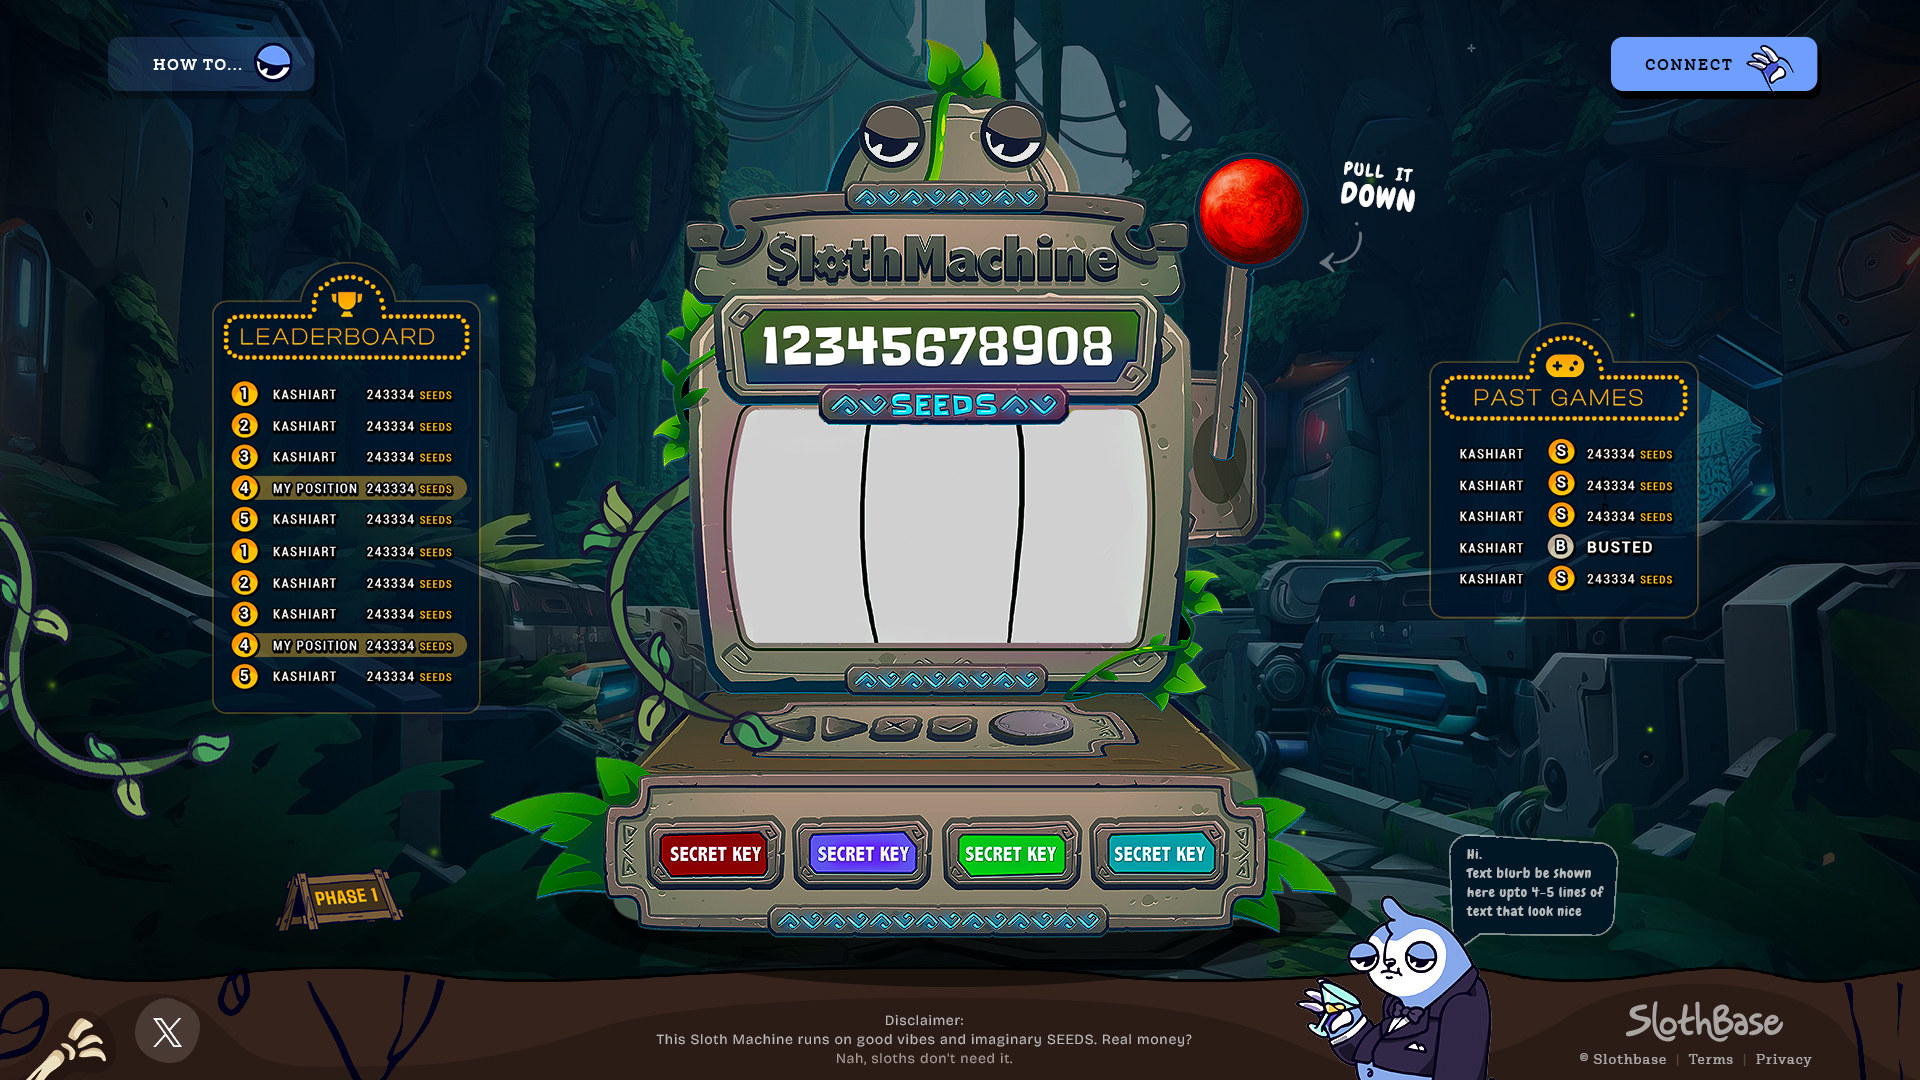 HOW TO...
CONNECT
PULL IT
DOWN
$lothMachine
12345678908
SEEDS
LEADERBOARD
1 KASHIART 243334 SEEDS
2 KASHIART 243334 SEEDS
3 KASHIART 243334 SEEDS
4 MY POSITION 243334 SEEDS
5 KASHIART 243334 SEEDS
1 KASHIART 243334 SEEDS
2 KASHIART 243334 SEEDS
3 KASHIART 243334 SEEDS
4 MY POSITION 243334 SEEDS
5 KASHIART 243334 SEEDS
PAST GAMES
KASHIART S 243334 SEEDS
KASHIART S 243334 SEEDS
KASHIART S 243334 SEEDS
KASHIART B BUSTED
KASHIART S 243334 SEEDS
SECRET KEY
SECRET KEY
SECRET KEY
SECRET KEY
PHASE 1
Hi.
Text blurb be shown
here upto 4-5 lines of
text that look nice
X
Disclaimer:
This Sloth Machine runs on good vibes and imaginary SEEDS. Real money?
Nah, sloths don't need it.
SlothBase
© Slothbase | Terms | Privacy